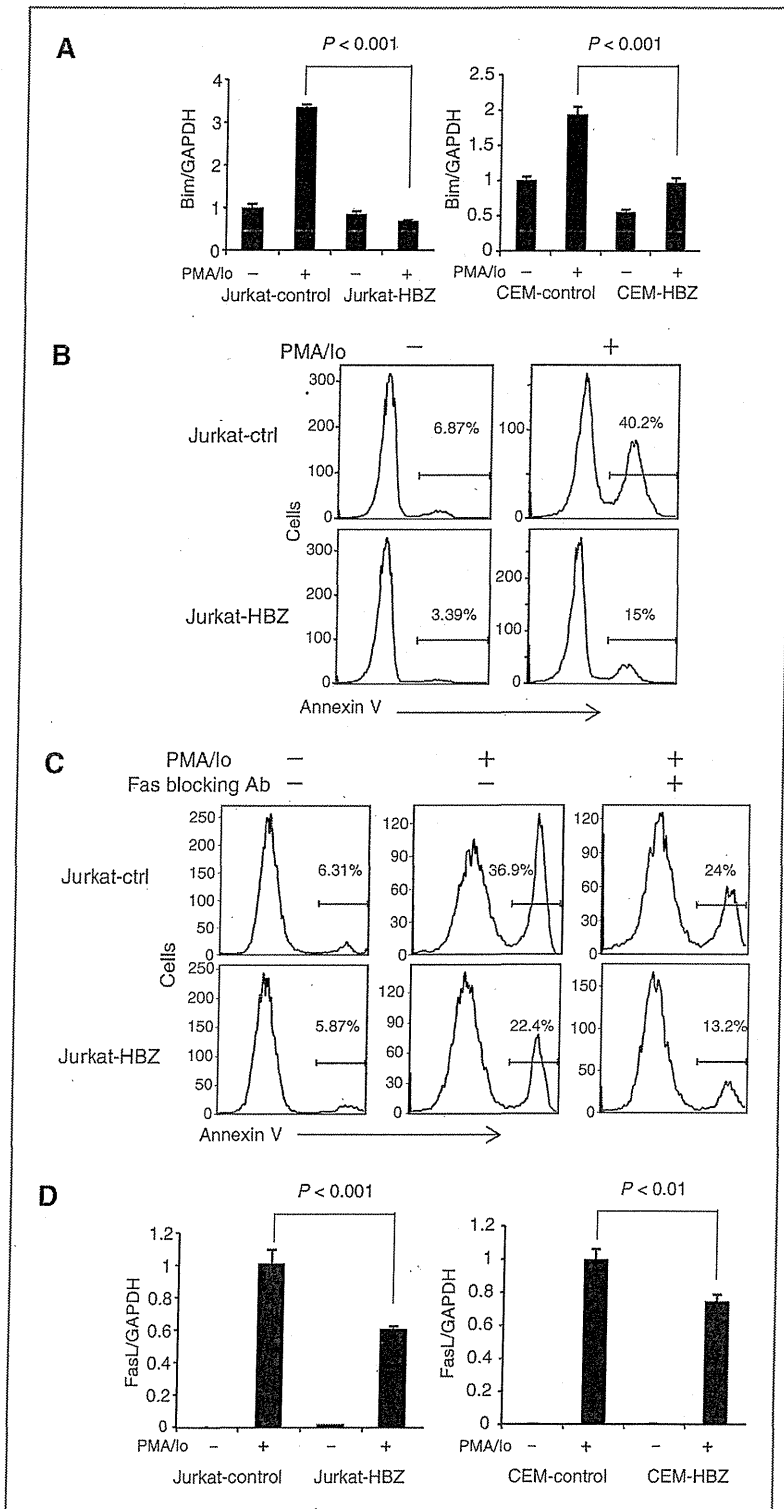 A
P < 0.001
P < 0.001
Bim/GAPDH
4
3
2
1
0
Bim/GAPDH
2.5
2
1.5
1
0.5
0
PMA/Io − + − +
Jurkat-control Jurkat-HBZ
PMA/Io − + − +
CEM-control CEM-HBZ
B
PMA/Io − +
Jurkat-ctrl
300
200
100
0
6.87%
100
0
40.2%
Cells
Jurkat-HBZ
300
200
100
0
3.39%
200
100
0
15%
Annexin V
C
PMA/Io − + +
Fas blocking Ab − − +
Jurkat-ctrl
250
200
150
100
50
0
6.31%
120
90
60
30
0
36.9%
120
90
60
30
0
24%
Cells
Jurkat-HBZ
250
200
150
100
50
0
5.87%
120
90
60
30
0
22.4%
150
100
50
0
13.2%
Annexin V
D
P < 0.001
P < 0.01
FasL/GAPDH
1.2
1
0.8
0.6
0.4
0.2
0
FasL/GAPDH
1.2
1
0.8
0.6
0.4
0.2
0
PMA/Io − + − +
Jurkat-control Jurkat-HBZ
PMA/Io − + − +
CEM-control CEM-HBZ